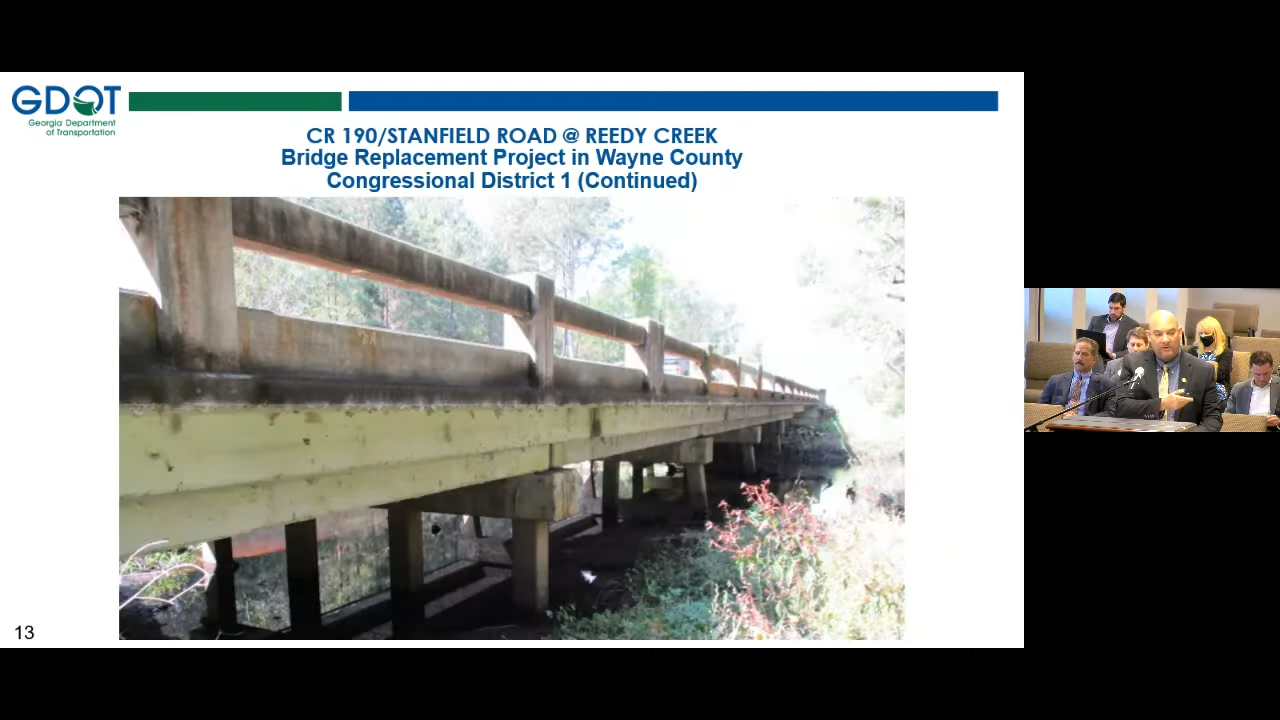 GDOT
Georgia Department
of Transportation
CR 190/STANFIELD ROAD @ REEDY CREEK
Bridge Replacement Project in Wayne County
Congressional District 1 (Continued)
13